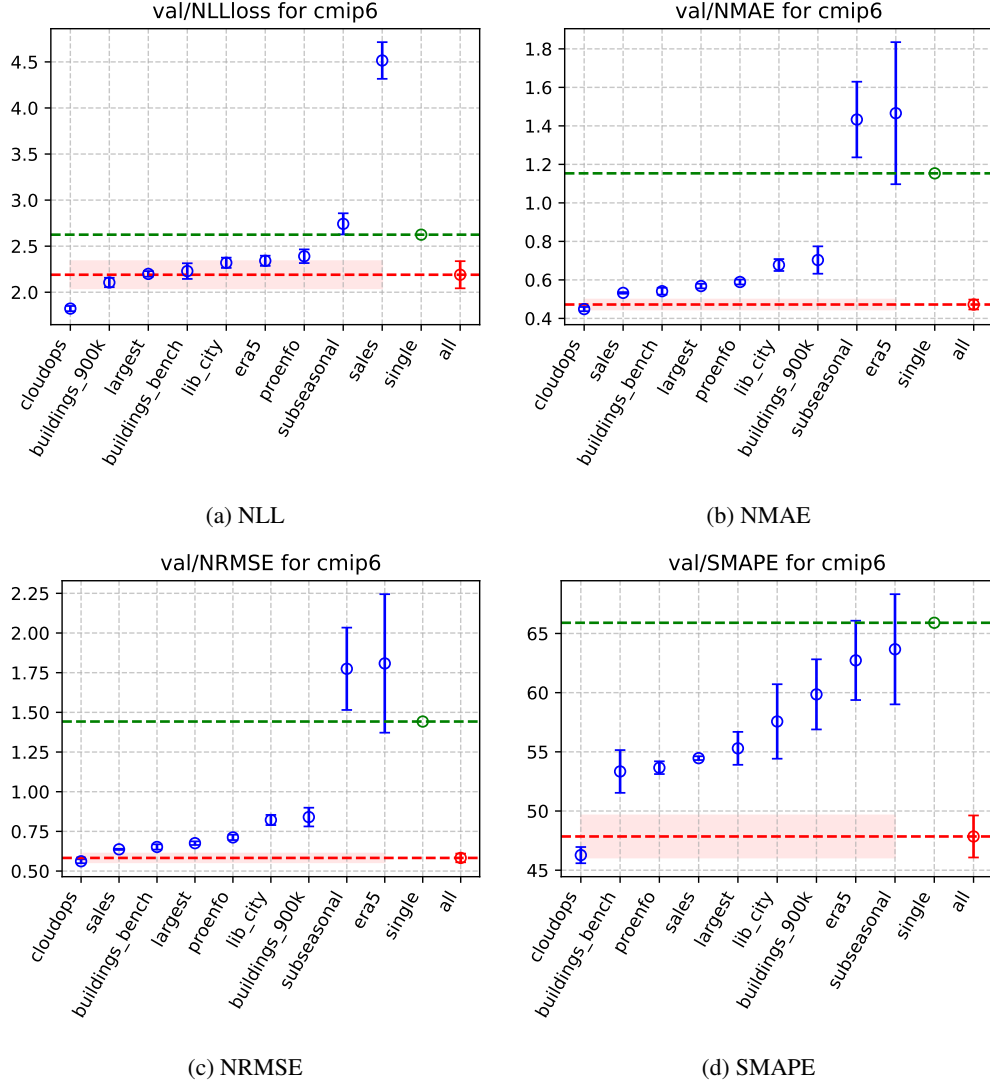 val/NLLloss for cmip6
4.5
4.0
3.5
3.0
2.5
2.0
cloudops
buildings_900k
largest
buildings_bench
lib_city
era5
proenfo
subseasonal
sales
single
all
(a) NLL
val/NMAE for cmip6
1.8
1.6
1.4
1.2
1.0
0.8
0.6
0.4
cloudops
sales
buildings_bench
largest
proenfo
lib_city
buildings_900k
subseasonal
era5
single
all
(b) NMAE
val/NRMSE for cmip6
2.25
2.00
1.75
1.50
1.25
1.00
0.75
0.50
cloudops
sales
buildings_bench
largest
proenfo
lib_city
buildings_900k
subseasonal
era5
single
all
(c) NRMSE
val/SMAPE for cmip6
65
60
55
50
45
cloudops
buildings_bench
proenfo
sales
largest
lib_city
buildings_900k
era5
subseasonal
single
all
(d) SMAPE